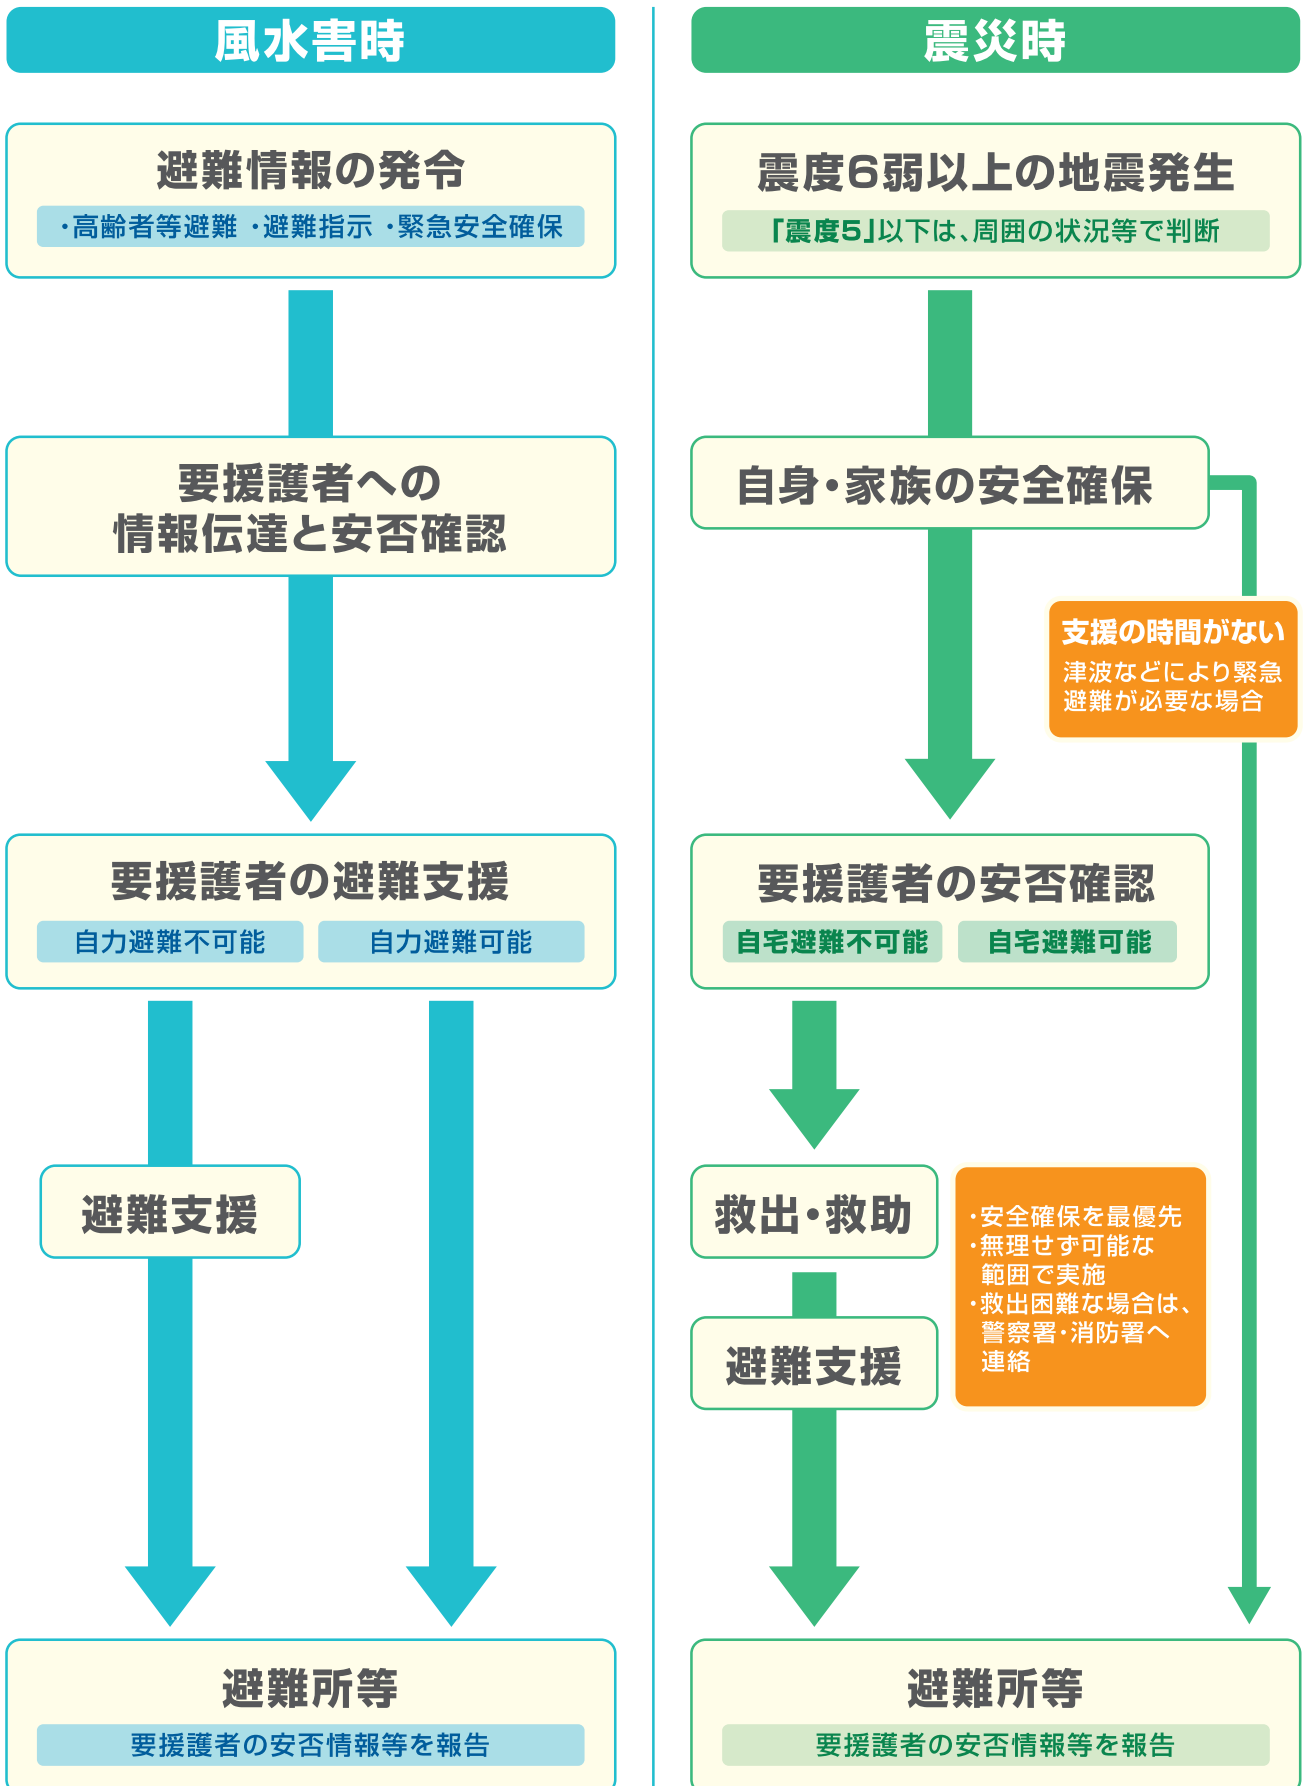 風水害時
避難情報の発令
・高齢者等避難 ・避難指示 ・緊急安全確保
要援護者への
情報伝達と安否確認
要援護者の避難支援
自力避難不可能
自力避難可能
避難支援
避難所等
要援護者の安否情報等を報告
震災時
震度6弱以上の地震発生
「震度5」以下は、周囲の状況等で判断
自身・家族の安全確保
支援の時間がない
津波などにより緊急
避難が必要な場合
要援護者の安否確認
自宅避難不可能
自宅避難可能
救出・救助
避難支援
・安全確保を最優先
・無理せず可能な
範囲で実施
・救出困難な場合は、
警察署・消防署へ
連絡
避難所等
要援護者の安否情報等を報告